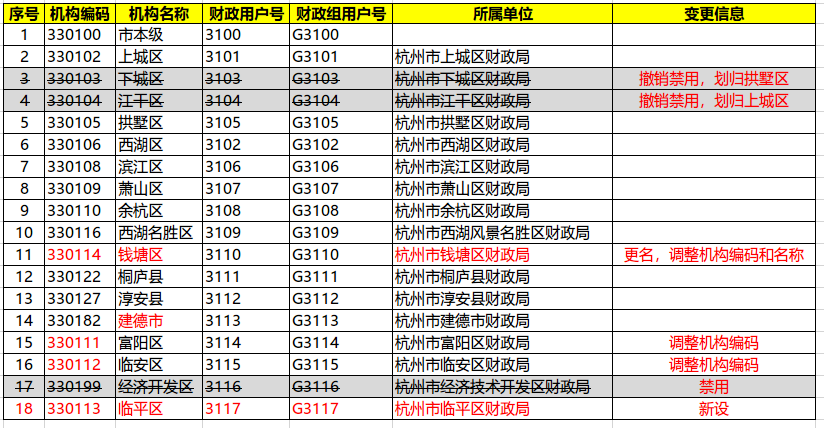 序号 机构编码 机构名称 财政用户号 财政组用户号 所属单位 变更信息
1 330100 市本级 3100 G3100
2 330102 上城区 3101 G3101 杭州市上城区财政局
3 330103 下城区 3103 G3103 杭州市下城区财政局 撤销禁用，划归拱墅区
4 330104 江干区 3104 G3104 杭州市江干区财政局 撤销禁用，划归上城区
5 330105 拱墅区 3105 G3105 杭州市拱墅区财政局
6 330106 西湖区 3102 G3102 杭州市西湖区财政局
7 330108 滨江区 3106 G3106 杭州市滨江区财政局
8 330109 萧山区 3107 G3107 杭州市萧山区财政局
9 330110 余杭区 3108 G3108 杭州市余杭区财政局
10 330116 西湖名胜区 3109 G3109 杭州市西湖风景名胜区财政局
11 330114 钱塘区 3110 G3110 杭州市钱塘区财政局 更名，调整机构编码和名称
12 330122 桐庐县 3111 G3111 杭州市桐庐县财政局
13 330127 淳安县 3112 G3112 杭州市淳安县财政局
14 330182 建德市 3113 G3113 杭州市建德市财政局
15 330111 富阳区 3114 G3114 杭州市富阳区财政局 调整机构编码
16 330112 临安区 3115 G3115 杭州市临安区财政局 调整机构编码
17 330199 经济开发区 3116 G3116 杭州市经济技术开发区财政局 禁用
18 330113 临平区 3117 G3117 杭州市临平区财政局 新设